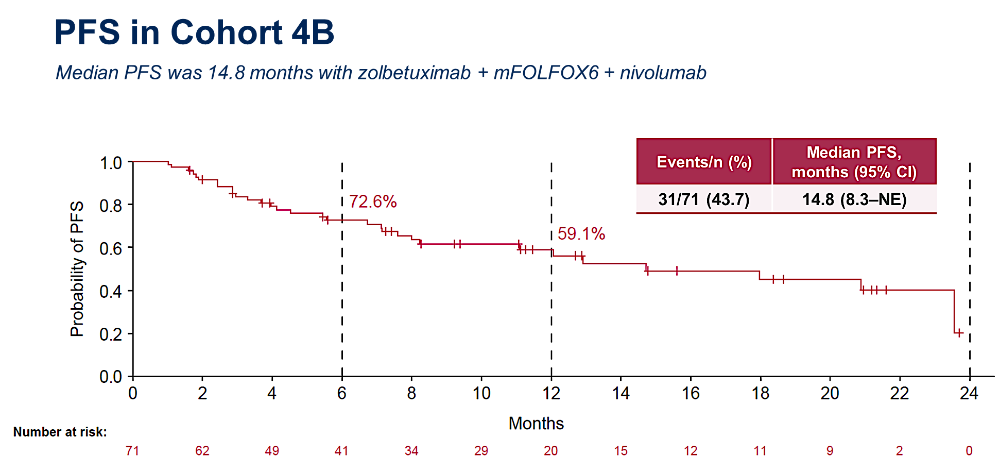 PFS in Cohort 4B
Median PFS was 14.8 months with zolbetuximab + mFOLFOX6 + nivolumab
Events/n (%)
Median PFS,
months (95% CI)
31/71 (43.7)
14.8 (8.3–NE)
Probability of PFS
1.0
0.8
0.6
0.4
0.2
0.0
72.6%
59.1%
0 2 4 6 8 10 12 14 16 18 20 22 24
Months
Number at risk:
71 62 49 41 34 29 20 15 12 11 9 2 0